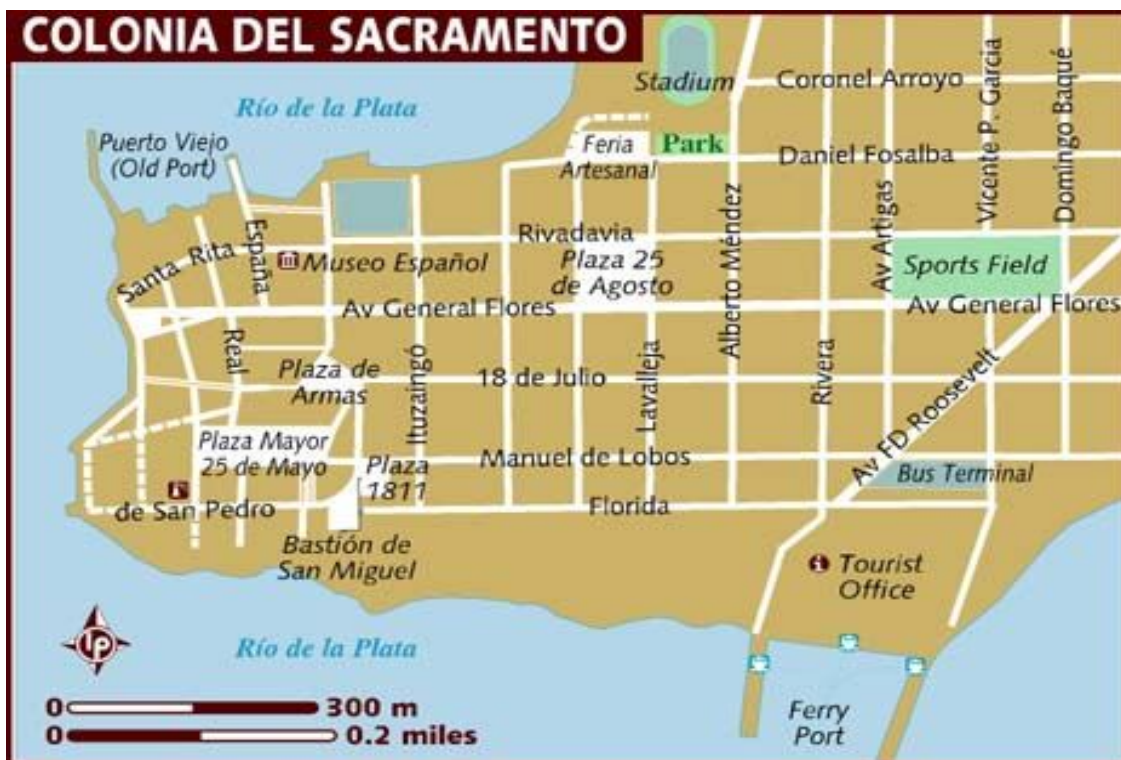 COLONIA DEL SACRAMENTO
Stadium
Coronel Arroyo
Vicente P. García
Domingo Baqué
Río de la Plata
Puerto Viejo
(Old Port)
Feria
Artesanal
Park
Daniel Fosalba
Alberto Méndez
Av Artigas
España
Santa Rita
Rivadavia
Museo Español
Plaza 25
de Agosto
Sports Field
Av General Flores
Av General Flores
Real
Plaza de
Armas
Ituzaingó
18 de Julio
Lavalleja
Rivera
Av FD Roosevelt
Plaza Mayor
25 de Mayo
Plaza
1811
Manuel de Lobos
Bus Terminal
de San Pedro
Florida
Bastión de
San Miguel
Tourist
Office
Río de la Plata
LP
0 300 m
0 0.2 miles
Ferry
Port